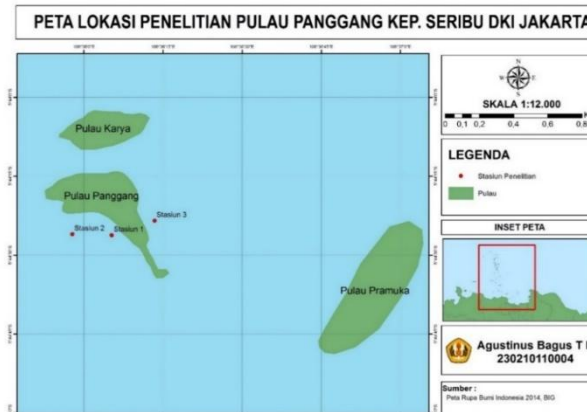 PETA LOKASI PENELITIAN PULAU PANGGANG KEP. SERIBU DKI JAKARTA
N
SKALA 1:12.000
0 0,1 0,2 0,4 0,6 0,8
LEGENDA
Stasiun Penelitian
Pulau
INSET PETA
Agustinus Bagus T
230210110004
Sumber :
Peta Rupa Bumi Indonesia 2014, BIG
Pulau Karya
Pulau Panggang
Stasiun 3
Stasiun 2
Stasiun 1
Pulau Pramuka